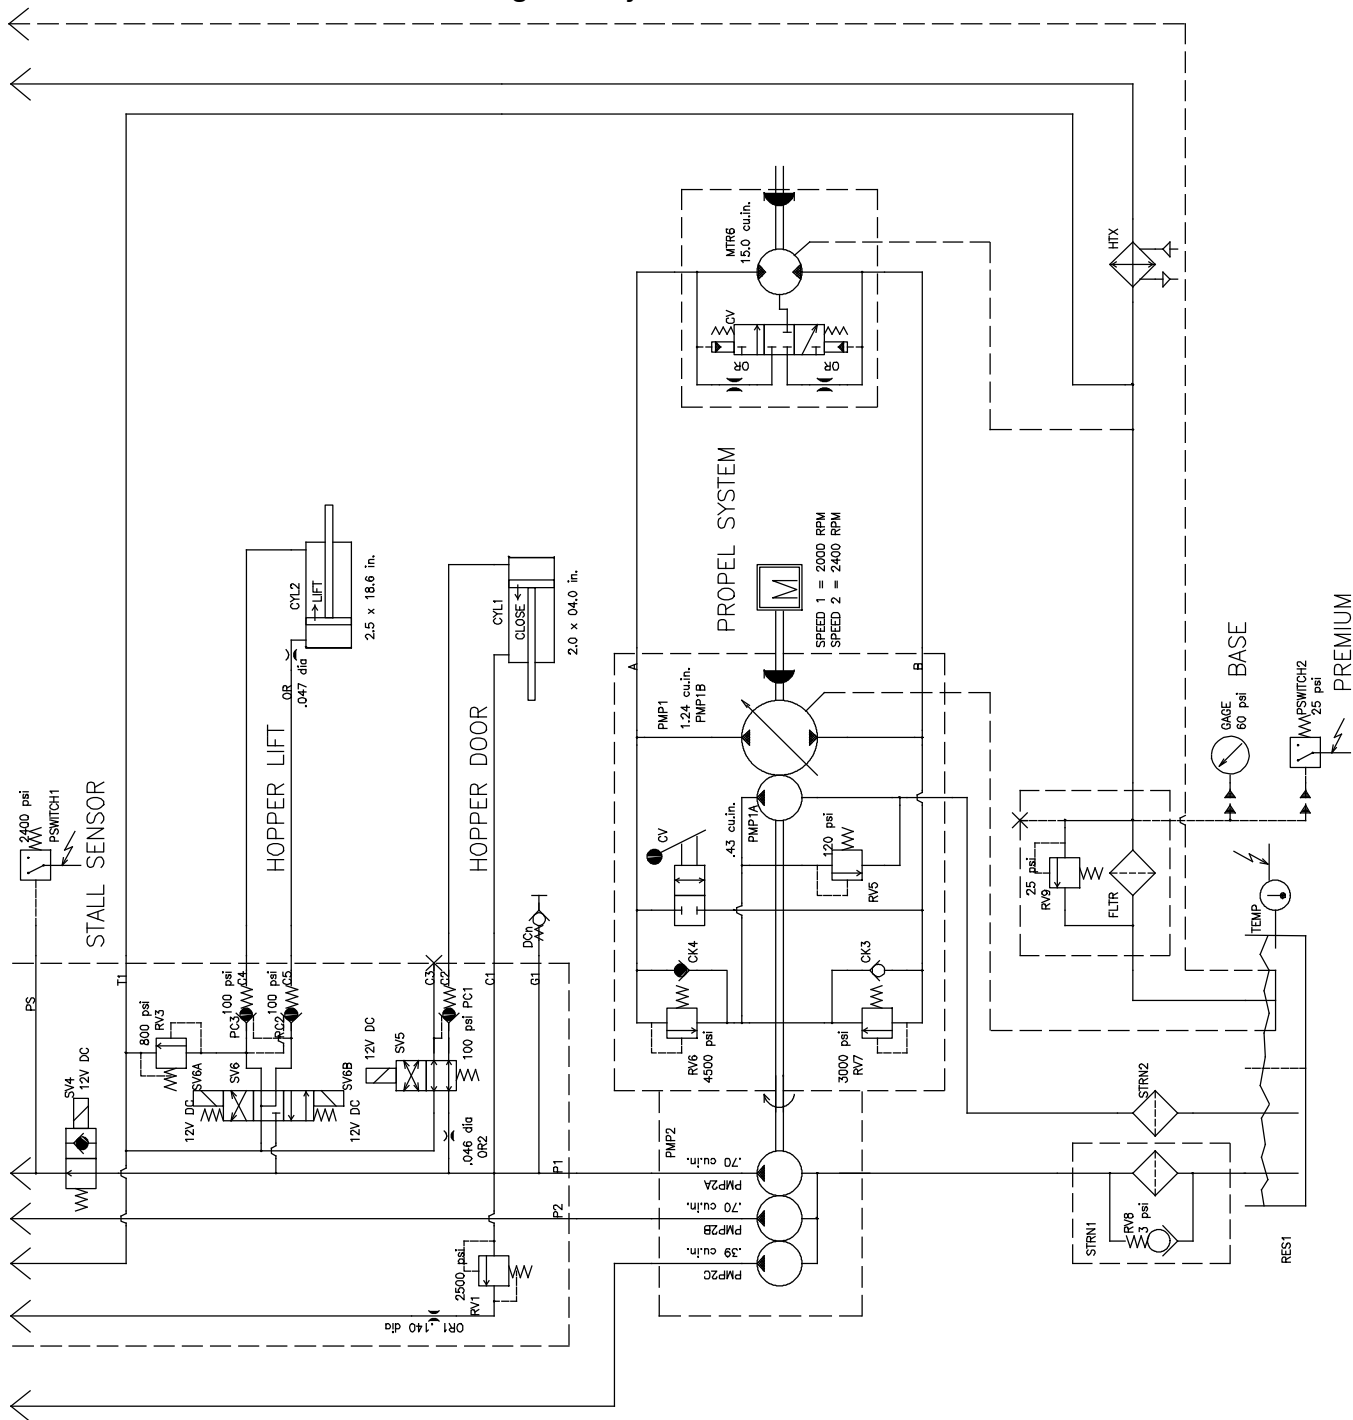 HTX
MTR6
15.0 cu.in.
CV
OR
OR
PROPEL SYSTEM
SPEED 1 = 2000 RPM
SPEED 2 = 2400 RPM
M
CYL2
LIFT
2.5 x 18.6 in.
OR
.047 dia
HOPPER LIFT
CYL1
CLOSE
2.0 x 04.0 in.
HOPPER DOOR
A
B
PMP1
1.24 cu.in.
PMP1B
.43 cu.in.
PMP1A
CV
120 psi
RV5
CK4
CK3
RV6
4500 psi
3000 psi
RV7
2400 psi
PSWITCH1
STALL SENSOR
PS
T1
C4
C5
C3
C2
C1
G1
DCn
800 psi
RV3
100 psi
PC3
100 psi
PC2
SV4
12V DC
SV6A
SV6
SV6B
12V DC
12V DC
12V DC
SV5
100 psi
PC1
.046 dia
OR2
P1
P2
2500 psi
RV1
OR1 .140 dia
PMP2
.70 cu.in.
PMP2A
.70 cu.in.
PMP2B
.39 cu.in.
PMP2C
GAGE
60 psi
BASE
PSWITCH2
25 psi
PREMIUM
25 psi
RV9
FLTR
TEMP
STRN2
STRN1
RV8
3 psi
RES1